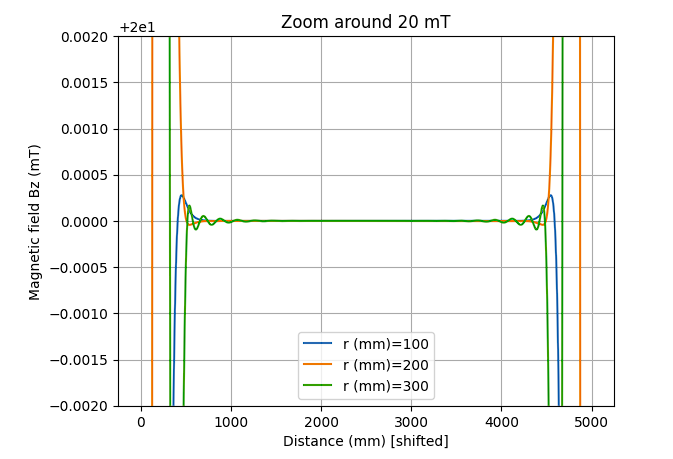 Zoom around 20 mT
+2e1
0.0020
0.0015
0.0010
0.0005
0.0000
−0.0005
−0.0010
−0.0015
−0.0020
Magnetic field Bz (mT)
r (mm)=100
r (mm)=200
r (mm)=300
0 1000 2000 3000 4000 5000
Distance (mm) [shifted]